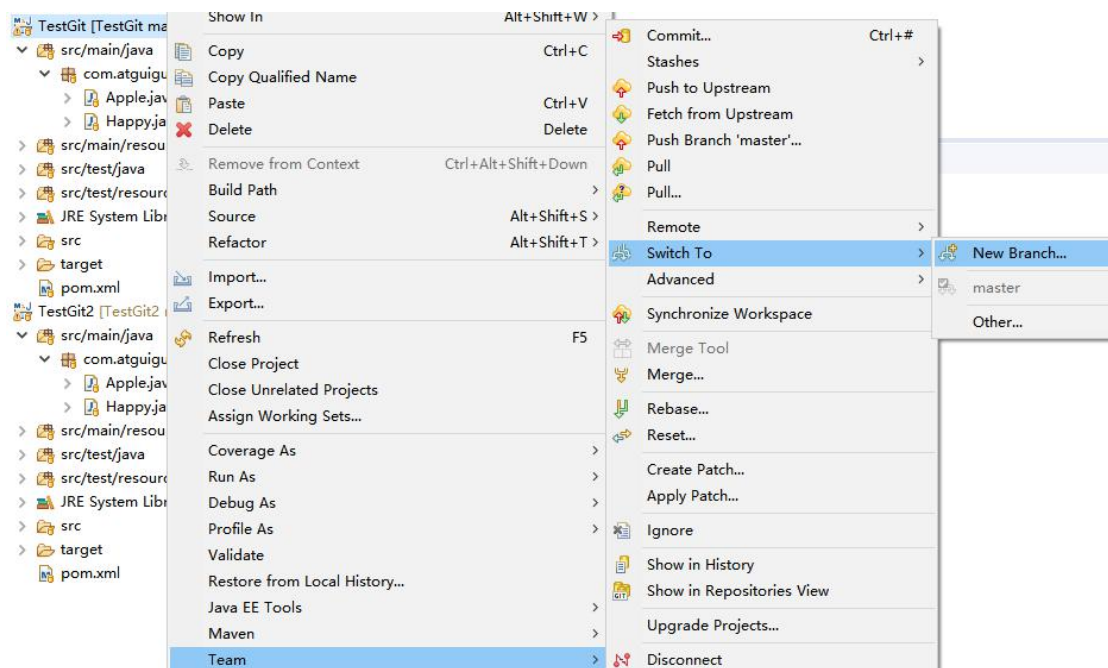 TestGit [TestGit ma
src/main/java
com.atguigu
Apple.jav
Happy.ja
src/main/resou
src/test/java
src/test/resourc
JRE System Libr
src
target
pom.xml
TestGit2 [TestGit2
src/main/java
com.atguigu
Apple.jav
Happy.ja
src/main/resou
src/test/java
src/test/resourc
JRE System Libr
src
target
pom.xml
Show In Alt+Shift+W >
Copy Ctrl+C
Copy Qualified Name
Paste Ctrl+V
Delete Delete
Remove from Context Ctrl+Alt+Shift+Down
Build Path >
Source Alt+Shift+S >
Refactor Alt+Shift+T >
Import...
Export...
Refresh F5
Close Project
Close Unrelated Projects
Assign Working Sets...
Coverage As >
Run As >
Debug As >
Profile As >
Validate
Restore from Local History...
Java EE Tools >
Maven >
Team >
Commit... Ctrl+#
Stashes >
Push to Upstream
Fetch from Upstream
Push Branch 'master'...
Pull
Pull...
Remote >
Switch To >
Advanced >
Synchronize Workspace
Merge Tool
Merge...
Rebase...
Reset...
Create Patch...
Apply Patch...
Ignore
Show in History
Show in Repositories View
Upgrade Projects...
Disconnect
New Branch...
master
Other...